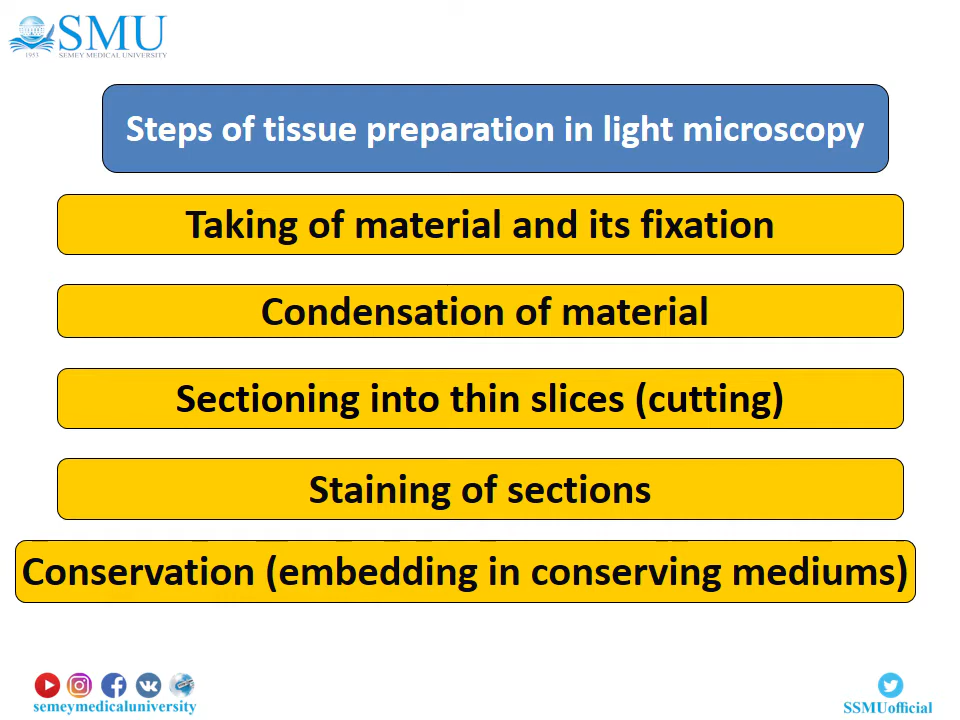 SMU
SEMEY MEDICAL UNIVERSITY
1953
Steps of tissue preparation in light microscopy
Taking of material and its fixation
Condensation of material
Sectioning into thin slices (cutting)
Staining of sections
Conservation (embedding in conserving mediums)
semeymedicaluniversity
SSMUofficial